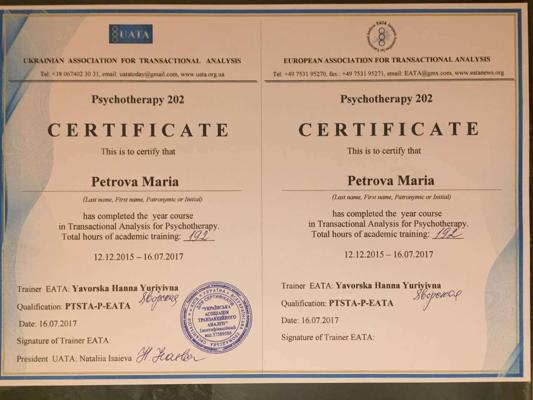 UATA
UKRAINIAN ASSOCIATION FOR TRANSACTIONAL ANALYSIS
Tel: +38 067402 30 31, email: uatatoday@gmail.com, www.uata.org.ua
Psychotherapy 202
CERTIFICATE
This is to certify that
Petrova Maria
(Last name, First name, Patronymic or Initial)
has completed the year course
in Transactional Analysis for Psychotherapy.
Total hours of academic training: 192
12.12.2015 – 16.07.2017
Trainer EATA: Yavorska Hanna Yuriyivna
Яворская
Qualification: PTSTA-P-EATA
Date: 16.07.2017
Signature of Trainer EATA:
President UATA: Nataliia Isaieva
"УКРАЇНСЬКА
АСОЦІАЦІЯ
ТРАНЗАКЦІЙНОГО
АНАЛІЗУ"
EATA
EUROPEAN ASSOCIATION FOR TRANSACTIONAL ANALYSIS
Tel: +49 7531 95270, fax.: +49 7531 95271, email: EATA@gmx.com, www.eatanews.org
Psychotherapy 202
CERTIFICATE
This is to certify that
Petrova Maria
(Last name, First name, Patronymic or Initial)
has completed the year course
in Transactional Analysis for Psychotherapy.
Total hours of academic training: 192
12.12.2015 – 16.07.2017
Trainer EATA: Yavorska Hanna Yuriyivna
Яворская
Qualification: PTSTA-P-EATA
Date: 16.07.2017
Signature of Trainer EATA: